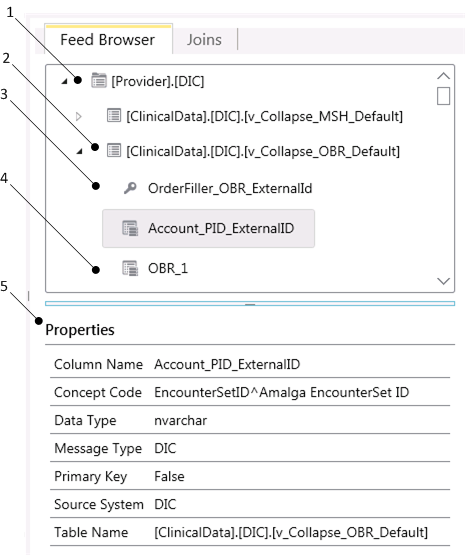 1
Feed Browser Joins
2
[Provider].[DIC]
3
[ClinicalData].[DIC].[v_Collapse_MSH_Default]
[ClinicalData].[DIC].[v_Collapse_OBR_Default]
OrderFiller_OBR_ExternalId
4
Account_PID_ExternalID
OBR_1
5
Properties
Column Name Account_PID_ExternalID
Concept Code EncounterSetID^Amalga EncounterSet ID
Data Type nvarchar
Message Type DIC
Primary Key False
Source System DIC
Table Name [ClinicalData].[DIC].[v_Collapse_OBR_Default]